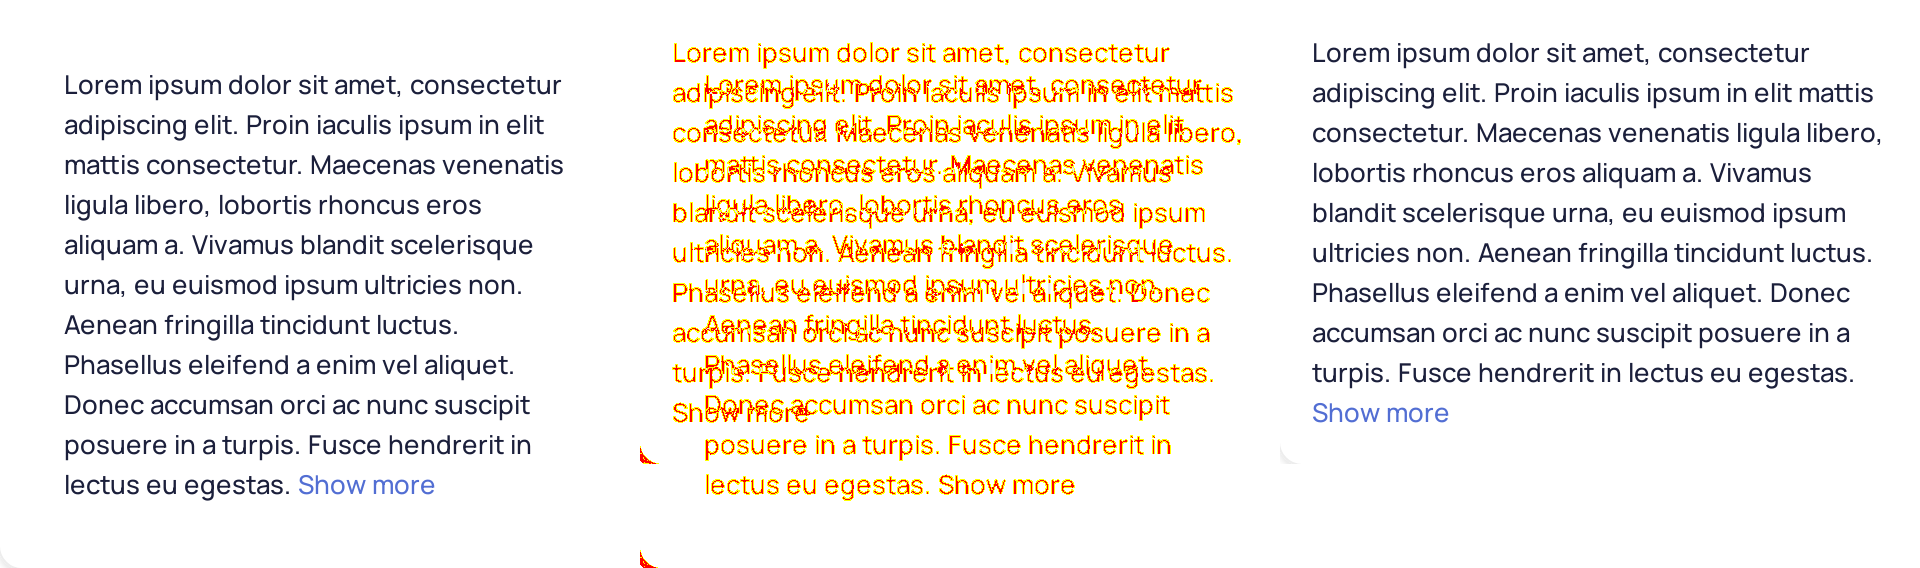 Lorem ipsum dolor sit amet, consectetur
adipiscing elit. Proin iaculis ipsum in elit
mattis consectetur. Maecenas venenatis
ligula libero, lobortis rhoncus eros
aliquam a. Vivamus blandit scelerisque
urna, eu euismod ipsum ultricies non.
Aenean fringilla tincidunt luctus.
Phasellus eleifend a enim vel aliquet.
Donec accumsan orci ac nunc suscipit
posuere in a turpis. Fusce hendrerit in
lectus eu egestas. Show more
Lorem ipsum dolor sit amet, consectetur
Lorem ipsum dolor sit amet, consectetur
adipiscing elit. Proin iaculis ipsum in elit mattis
adipiscing elit. Proin iaculis ipsum in elit
consectetur. Maecenas venenatis ligula libero,
mattis consectetur. Maecenas venenatis
lobortis rhoncus eros aliquam a. Vivamus
ligula libero, lobortis rhoncus eros
blandit scelerisque urna, eu euismod ipsum
aliquam a. Vivamus blandit scelerisque
ultricies non. Aenean fringilla tincidunt luctus.
urna, eu euismod ipsum ultricies non.
Phasellus eleifend a enim vel aliquet. Donec
Aenean fringilla tincidunt luctus.
accumsan orci ac nunc suscipit posuere in a
Phasellus eleifend a enim vel aliquet.
turpis. Fusce hendrerit in lectus eu egestas.
Donec accumsan orci ac nunc suscipit
Show more
posuere in a turpis. Fusce hendrerit in
lectus eu egestas. Show more
Lorem ipsum dolor sit amet, consectetur
adipiscing elit. Proin iaculis ipsum in elit mattis
consectetur. Maecenas venenatis ligula libero,
lobortis rhoncus eros aliquam a. Vivamus
blandit scelerisque urna, eu euismod ipsum
ultricies non. Aenean fringilla tincidunt luctus.
Phasellus eleifend a enim vel aliquet. Donec
accumsan orci ac nunc suscipit posuere in a
turpis. Fusce hendrerit in lectus eu egestas.
Show more